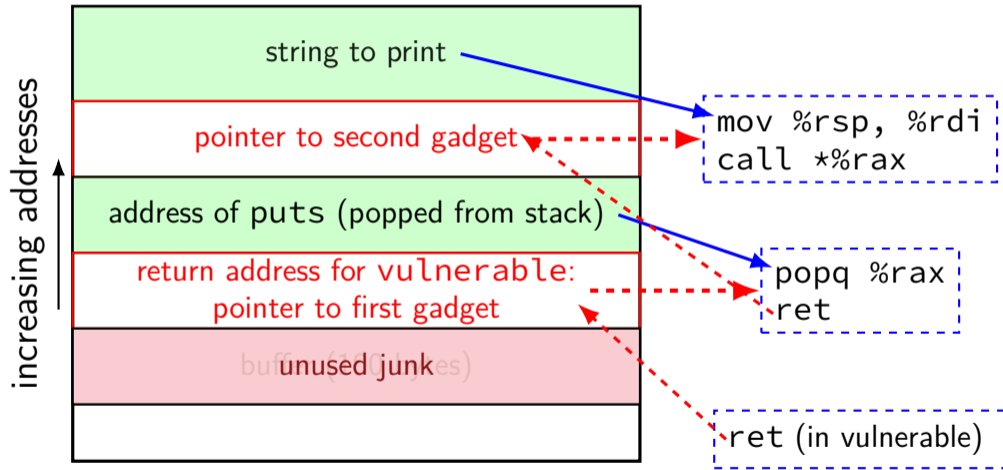 increasing addresses
string to print
pointer to second gadget
address of puts (popped from stack)
return address for vulnerable:
pointer to first gadget
unused junk
mov %rsp, %rdi
call *%rax
popq %rax
ret
ret (in vulnerable)